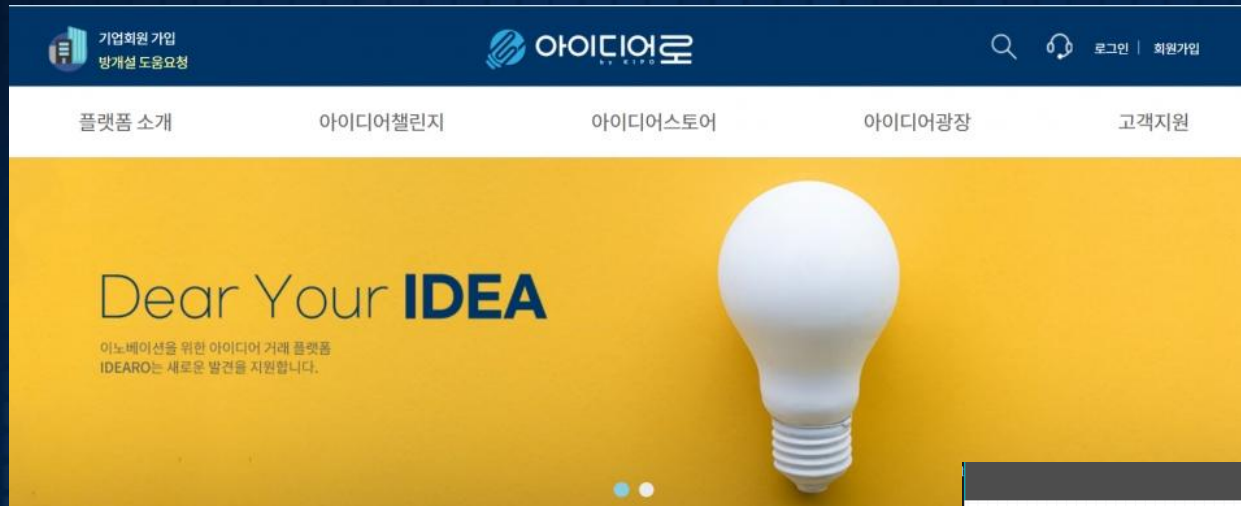 기업회원 가입
방개설 도움요청
아이디어로
by KIPO
로그인 | 회원가입
플랫폼 소개
아이디어챌린지
아이디어스토어
아이디어광장
고객지원
Dear Your IDEA
이노베이션을 위한 아이디어 거래 플랫폼
IDEARO는 새로운 발견을 지원합니다.